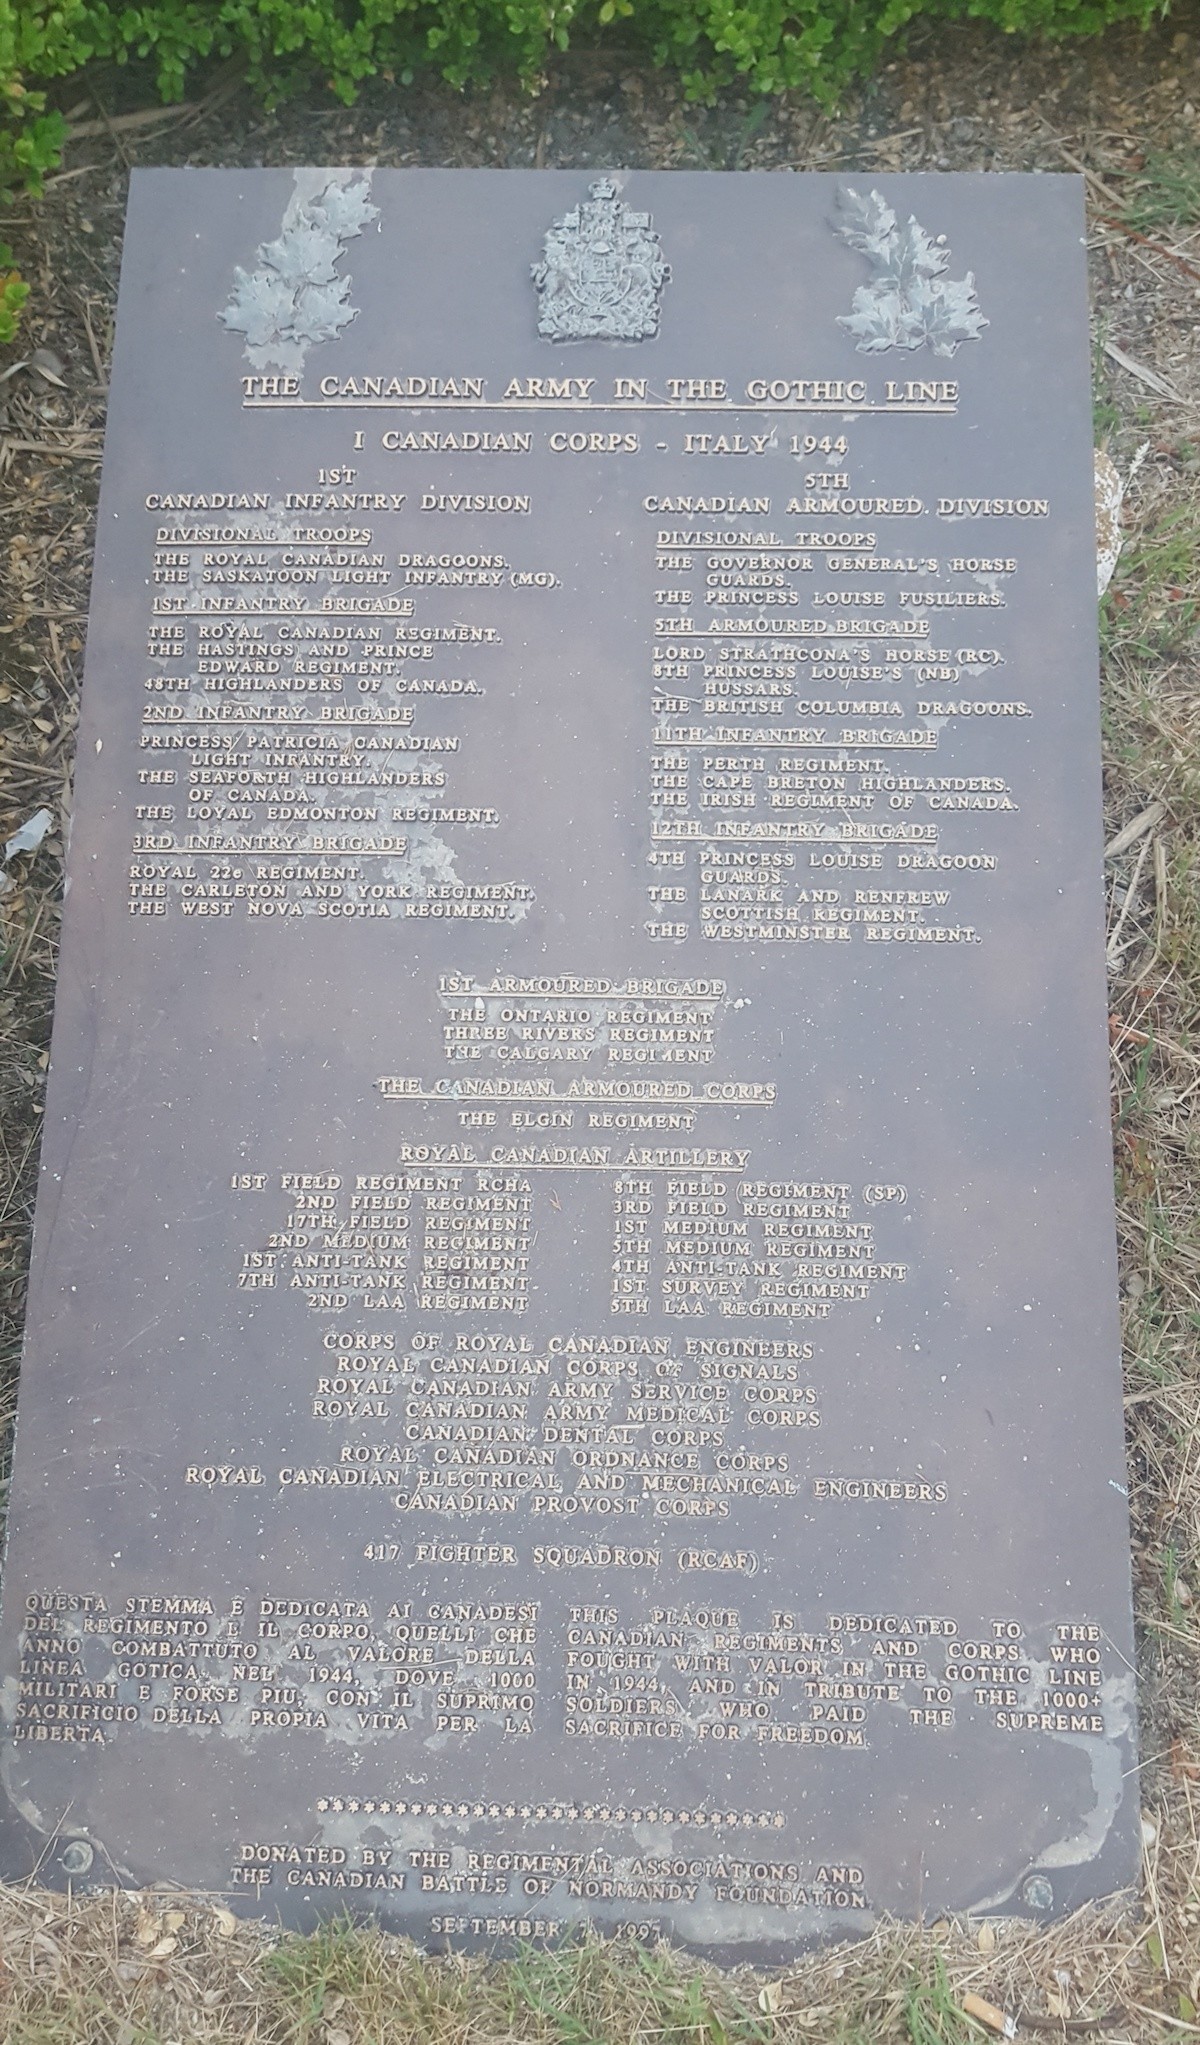 THE CANADIAN ARMY IN THE GOTHIC LINE
I CANADIAN CORPS - ITALY 1944
1ST
CANADIAN INFANTRY DIVISION
DIVISIONAL TROOPS
THE ROYAL CANADIAN DRAGOONS.
THE SASKATOON LIGHT INFANTRY (MG).
1ST INFANTRY BRIGADE
THE ROYAL CANADIAN REGIMENT.
THE HASTINGS AND PRINCE
EDWARD REGIMENT.
48TH HIGHLANDERS OF CANADA.
2ND INFANTRY BRIGADE
PRINCESS PATRICIA CANADIAN
LIGHT INFANTRY.
THE SEAFORTH HIGHLANDERS
OF CANADA.
THE LOYAL EDMONTON REGIMENT.
3RD INFANTRY BRIGADE
ROYAL 22e REGIMENT.
THE CARLETON AND YORK REGIMENT.
THE WEST NOVA SCOTIA REGIMENT.
5TH
CANADIAN ARMOURED DIVISION
DIVISIONAL TROOPS
THE GOVERNOR GENERAL'S HORSE
GUARDS.
THE PRINCESS LOUISE FUSILIERS.
5TH ARMOURED BRIGADE
LORD STRATHCONA'S HORSE (RC).
8TH PRINCESS LOUISE'S (NB)
HUSSARS.
THE BRITISH COLUMBIA DRAGOONS.
11TH INFANTRY BRIGADE
THE PERTH REGIMENT.
THE CAPE BRETON HIGHLANDERS.
THE IRISH REGIMENT OF CANADA.
12TH INFANTRY BRIGADE
4TH PRINCESS LOUISE DRAGOON
GUARDS.
THE LANARK AND RENFREW
SCOTTISH REGIMENT.
THE WESTMINSTER REGIMENT.
1ST ARMOURED BRIGADE
THE ONTARIO REGIMENT
THREE RIVERS REGIMENT
THE CALGARY REGIMENT
THE CANADIAN ARMOURED CORPS
THE ELGIN REGIMENT
ROYAL CANADIAN ARTILLERY
1ST FIELD REGIMENT RCHA
2ND FIELD REGIMENT
17TH FIELD REGIMENT
2ND MEDIUM REGIMENT
1ST ANTI-TANK REGIMENT
7TH ANTI-TANK REGIMENT
2ND LAA REGIMENT
8TH FIELD REGIMENT (SP)
3RD FIELD REGIMENT
1ST MEDIUM REGIMENT
5TH MEDIUM REGIMENT
4TH ANTI-TANK REGIMENT
1ST SURVEY REGIMENT
5TH LAA REGIMENT
CORPS OF ROYAL CANADIAN ENGINEERS
ROYAL CANADIAN CORPS OF SIGNALS
ROYAL CANADIAN ARMY SERVICE CORPS
ROYAL CANADIAN ARMY MEDICAL CORPS
CANADIAN DENTAL CORPS
ROYAL CANADIAN ORDNANCE CORPS
ROYAL CANADIAN ELECTRICAL AND MECHANICAL ENGINEERS
CANADIAN PROVOST CORPS
417 FIGHTER SQUADRON (RCAF)
QUESTA STEMMA E DEDICATA AI CANADESI
DEL REGIMENTO E IL CORPO, QUELLI CHE
ANNO COMBATTUTO AL VALORE DELLA
LINEA GOTICA NEL 1944, DOVE 1000
MILITARI E FORSE PIU, CON IL SUPRIMO
SACRIFICIO DELLA PROPIA VITA PER LA
LIBERTA.
THIS PLAQUE IS DEDICATED TO THE
CANADIAN REGIMENTS AND CORPS WHO
FOUGHT WITH VALOR IN THE GOTHIC LINE
IN 1944, AND IN TRIBUTE TO THE 1000+
SOLDIERS WHO PAID THE SUPREME
SACRIFICE FOR FREEDOM.
DONATED BY THE REGIMENTAL ASSOCIATIONS AND
THE CANADIAN BATTLE OF NORMANDY FOUNDATION.
SEPTEMBER